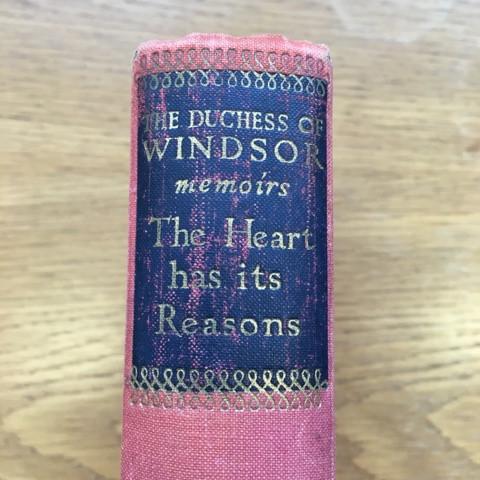 THE DUCHESS OF
WINDSOR
memoirs
The Heart
has its
Reasons